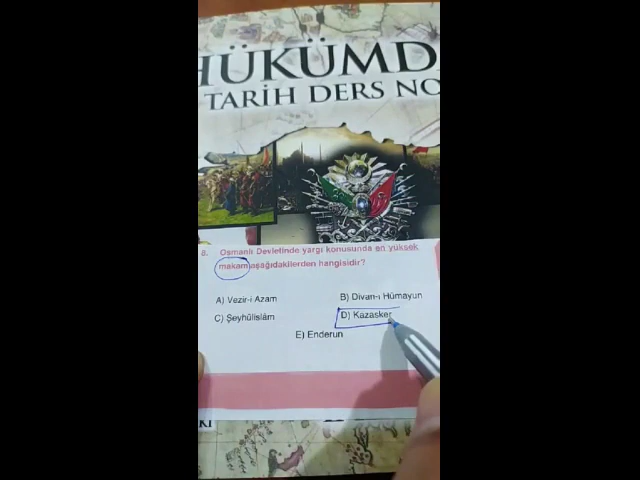 HÜKÜMD
TARİH DERS NO
6. Osmanlı Devletinde yargı konusunda en yüksek
makam aşağıdakilerden hangisidir?
A) Vezir-i Azam
B) Divan-ı Hümayun
C) Şeyhülislâm
D) Kazasker
E) Enderun